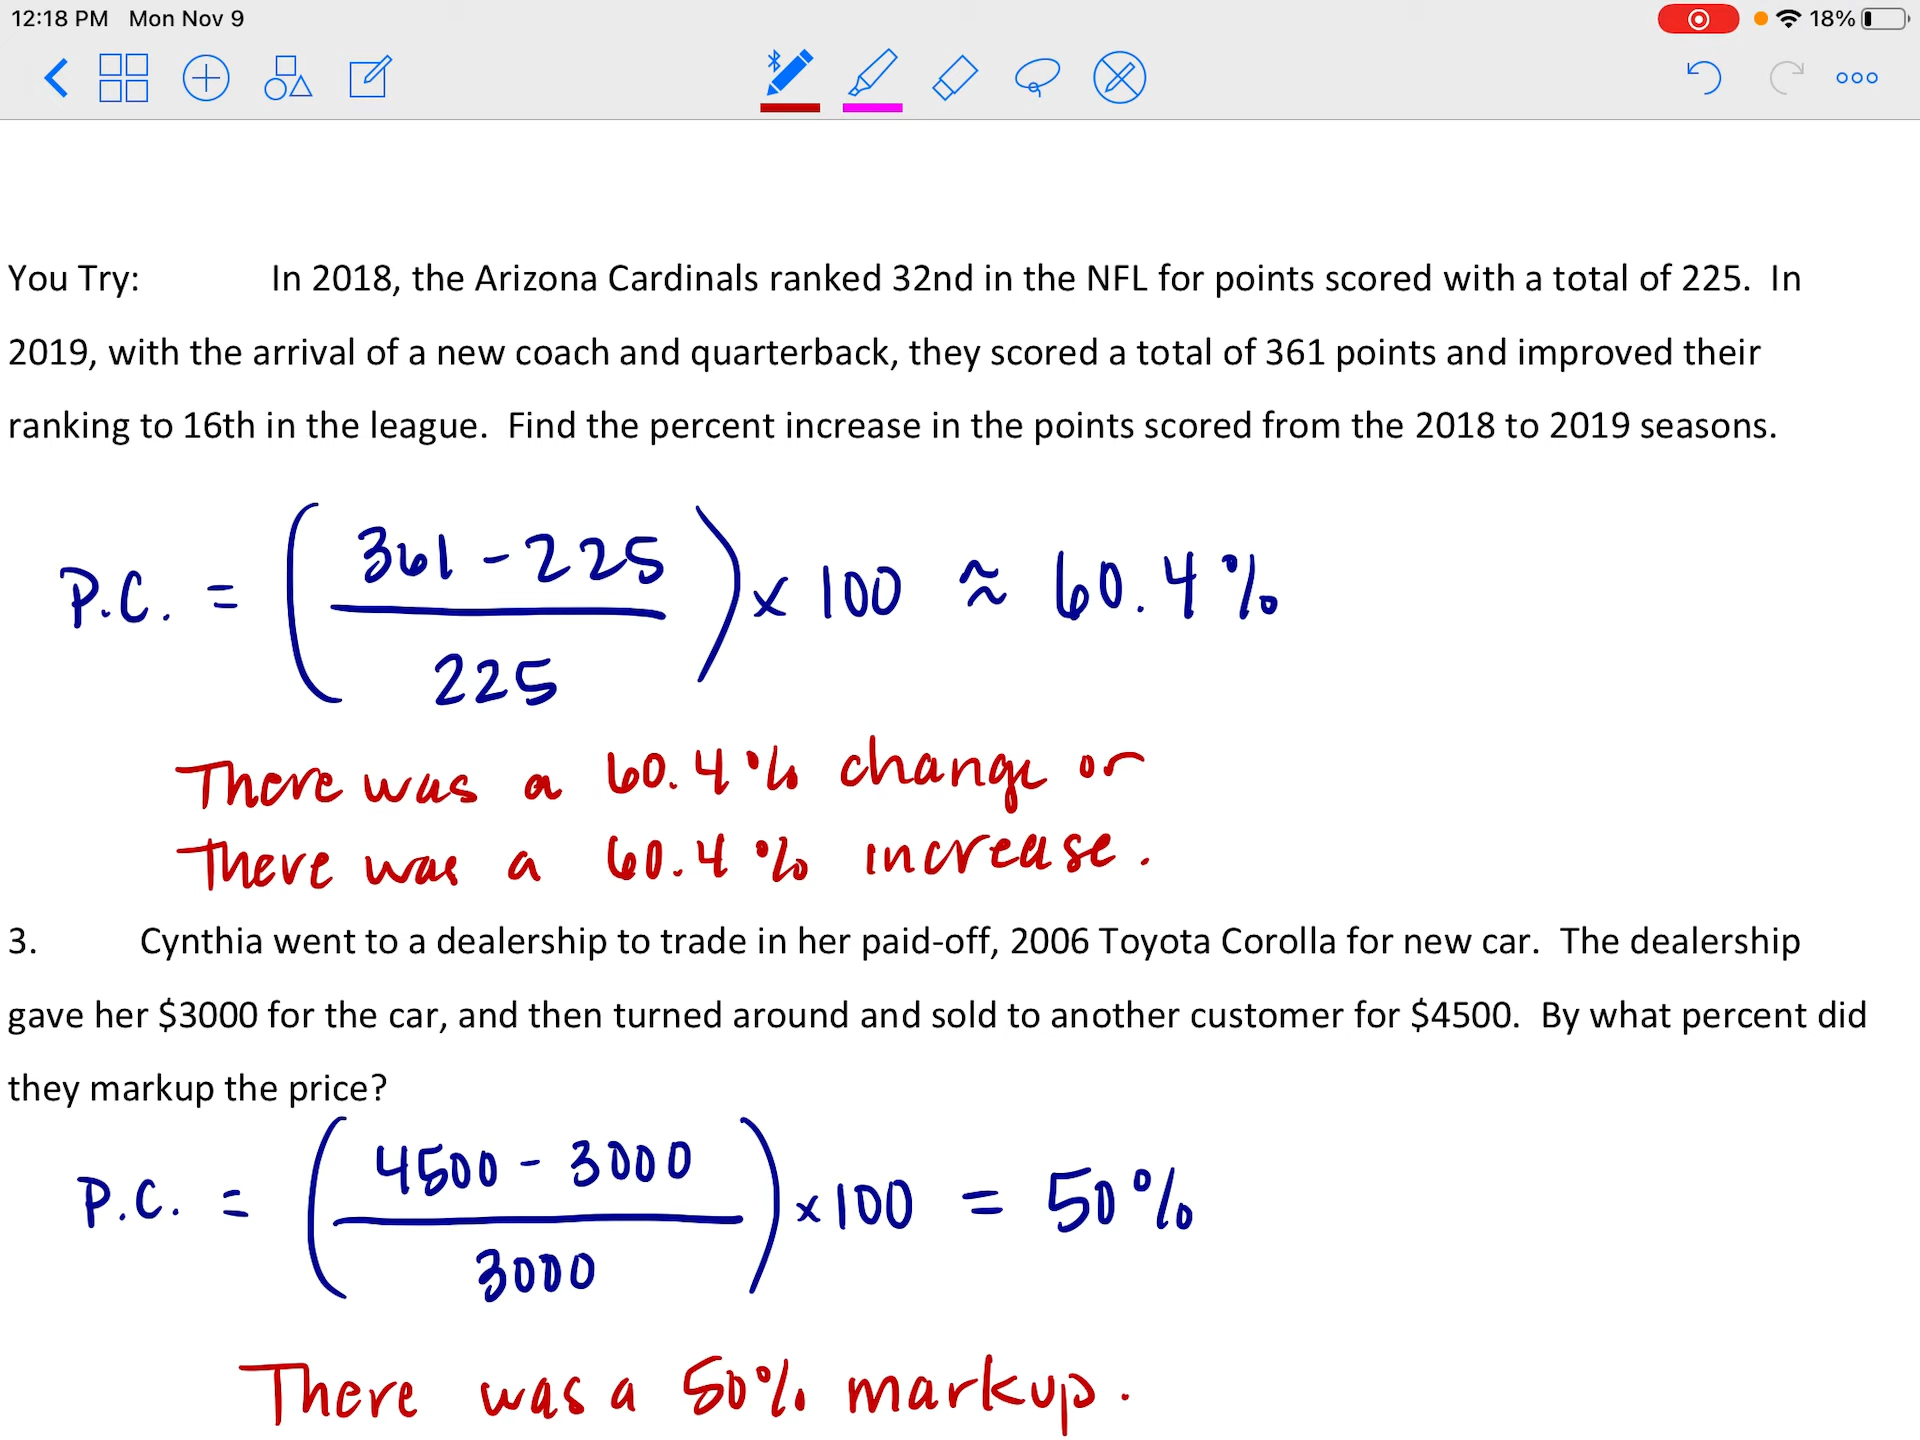 12:18 PM Mon Nov 9 18%
You Try: In 2018, the Arizona Cardinals ranked 32nd in the NFL for points scored with a total of 225. In
2019, with the arrival of a new coach and quarterback, they scored a total of 361 points and improved their
ranking to 16th in the league. Find the percent increase in the points scored from the 2018 to 2019 seasons.
P.C. = ( 361 - 225 / 225 ) x 100 ≈ 60.4%
There was a 60.4% change or
There was a 60.4% increase.
3. Cynthia went to a dealership to trade in her paid-off, 2006 Toyota Corolla for new car. The dealership
gave her $3000 for the car, and then turned around and sold to another customer for $4500. By what percent did
they markup the price?
P.C. = ( 4500 - 3000 / 3000 ) x 100 = 50%
There was a 50% markup.